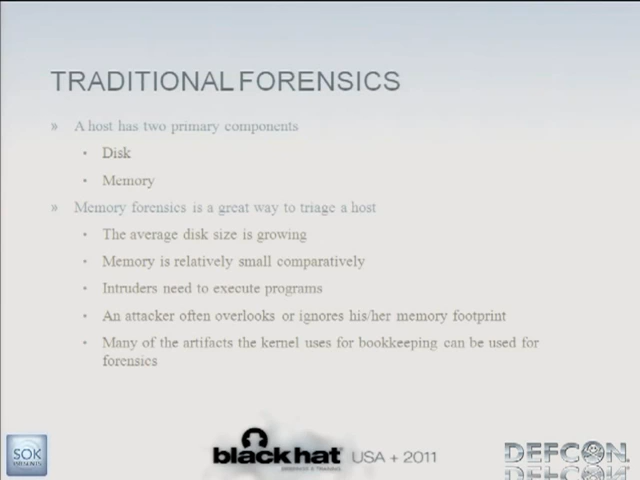 TRADITIONAL FORENSICS
» A host has two primary components
• Disk
• Memory
» Memory forensics is a great way to triage a host
• The average disk size is growing
• Memory is relatively small comparatively
• Intruders need to execute programs
• An attacker often overlooks or ignores his/her memory footprint
• Many of the artifacts the kernel uses for bookkeeping can be used for
forensics
SOK
PRESENTS
black hat USA + 2011
DEFCON